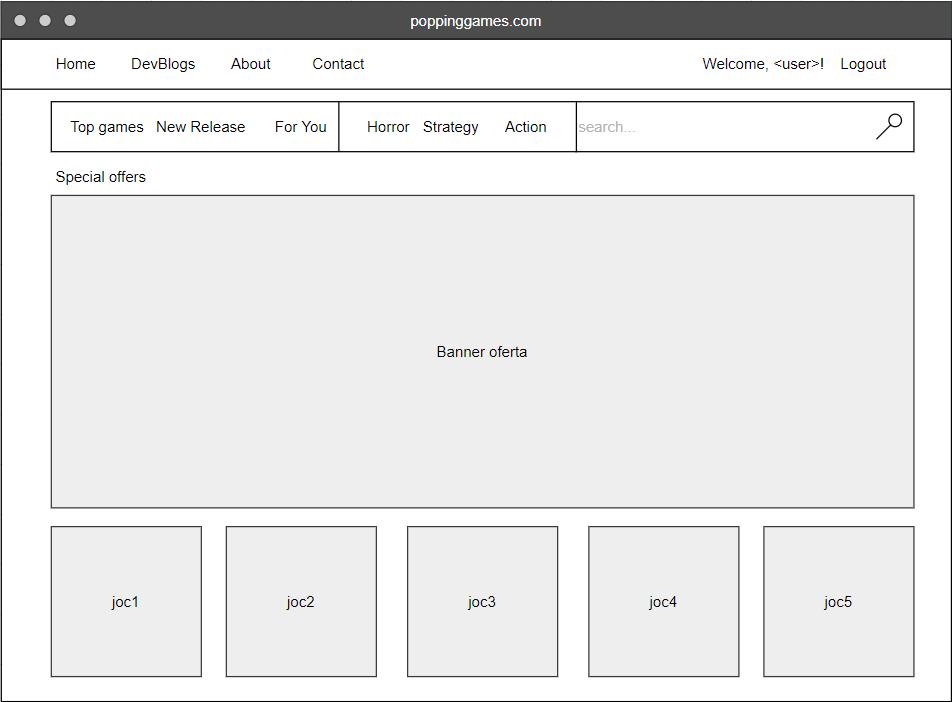 poppinggames.com
Home DevBlogs About Contact Welcome, <user>! Logout
Top games New Release For You Horror Strategy Action search...
Special offers
Banner oferta
joc1 joc2 joc3 joc4 joc5